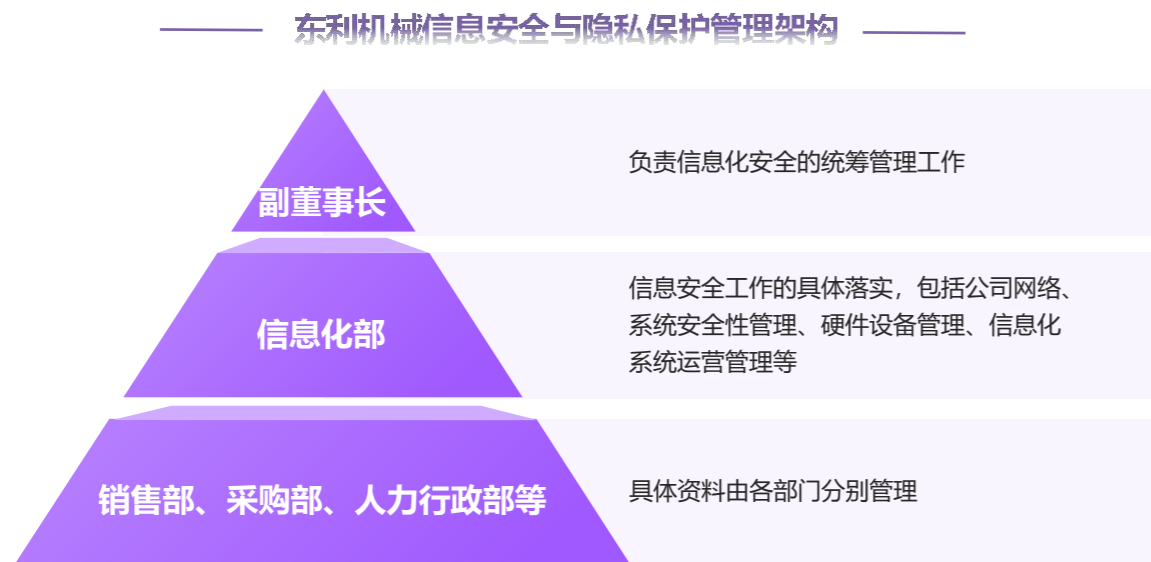 东利机械信息安全与隐私保护管理架构
副董事长
负责信息化安全的统筹管理工作
信息化部
信息安全工作的具体落实，包括公司网络、
系统安全性管理、硬件设备管理、信息化
系统运营管理等
销售部、采购部、人力行政部等
具体资料由各部门分别管理